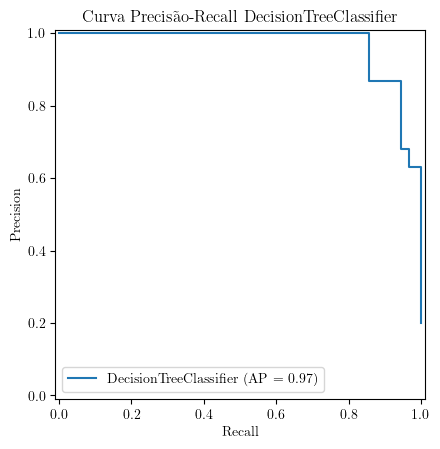 Curva Precisão-Recall DecisionTreeClassifier
1.0
0.8
0.6
0.4
0.2
0.0
Precision
DecisionTreeClassifier (AP = 0.97)
0.0 0.2 0.4 0.6 0.8 1.0
Recall